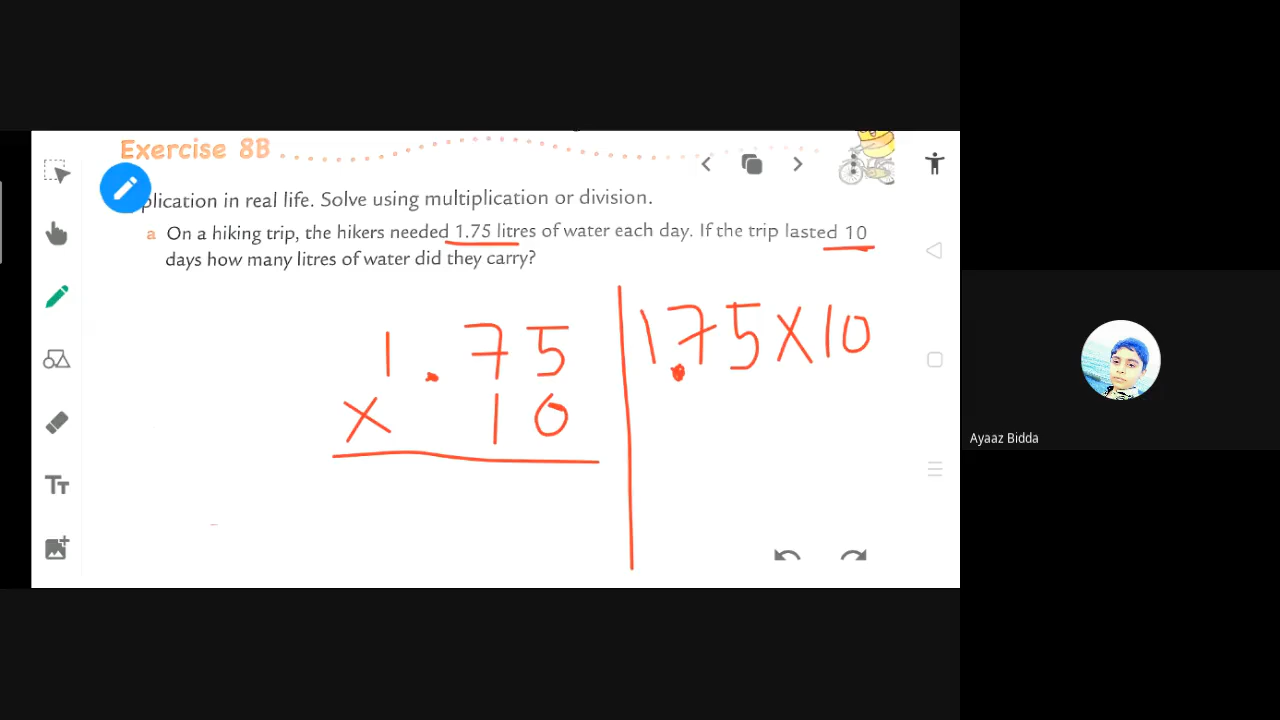 Exercise 8B
plication in real life. Solve using multiplication or division.
a On a hiking trip, the hikers needed 1.75 litres of water each day. If the trip lasted 10
days how many litres of water did they carry?
1.75
x 10
1.75 x 10
Tт
Ayaaz Bidda